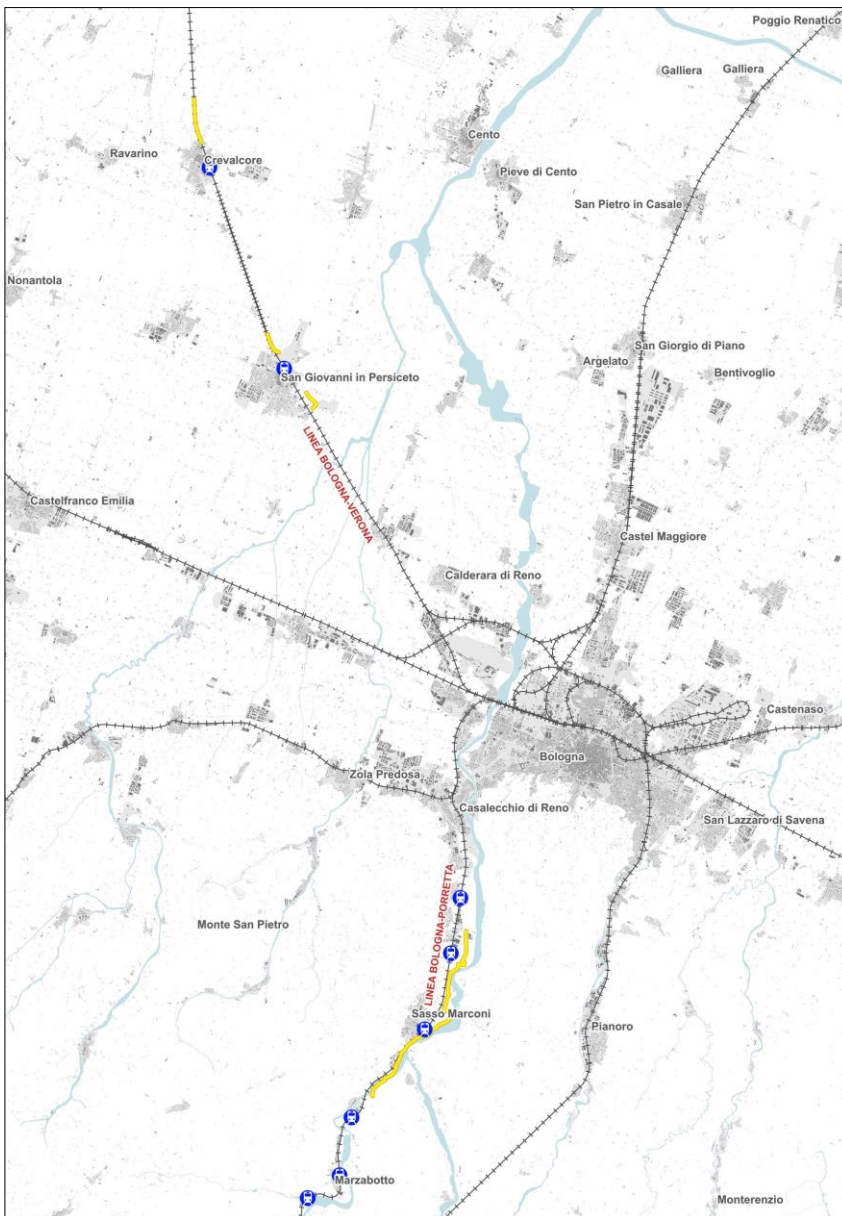 Poggio Renatico
Galliera
Galliera
Cento
Ravarino
Crevalcore
Pieve di Cento
San Pietro in Casale
Nonantola
San Giorgio di Piano
Argelato
Bentivoglio
San Giovanni in Persiceto
LINEA BOLOGNA-VERONA
Castelfranco Emilia
Castel Maggiore
Calderara di Reno
Castenaso
Bologna
Zola Predosa
Casalecchio di Reno
San Lazzaro di Savena
LINEA BOLOGNA-PORRETTA
Monte San Pietro
Sasso Marconi
Pianoro
Marzabotto
Monterenzio